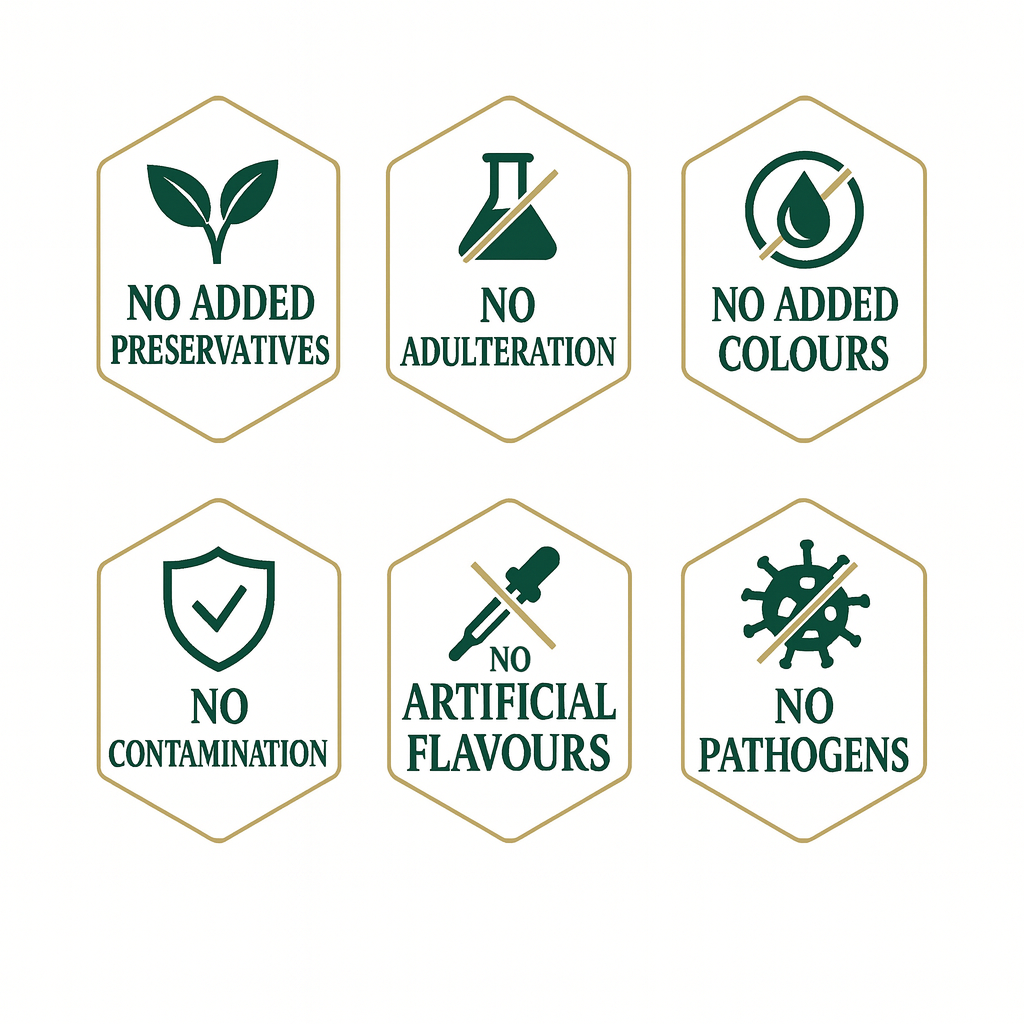 NO ADDED
PRESERVATIVES
NO
ADULTERATION
NO ADDED
COLOURS
NO
CONTAMINATION
NO
ARTIFICIAL
FLAVOURS
NO
PATHOGENS